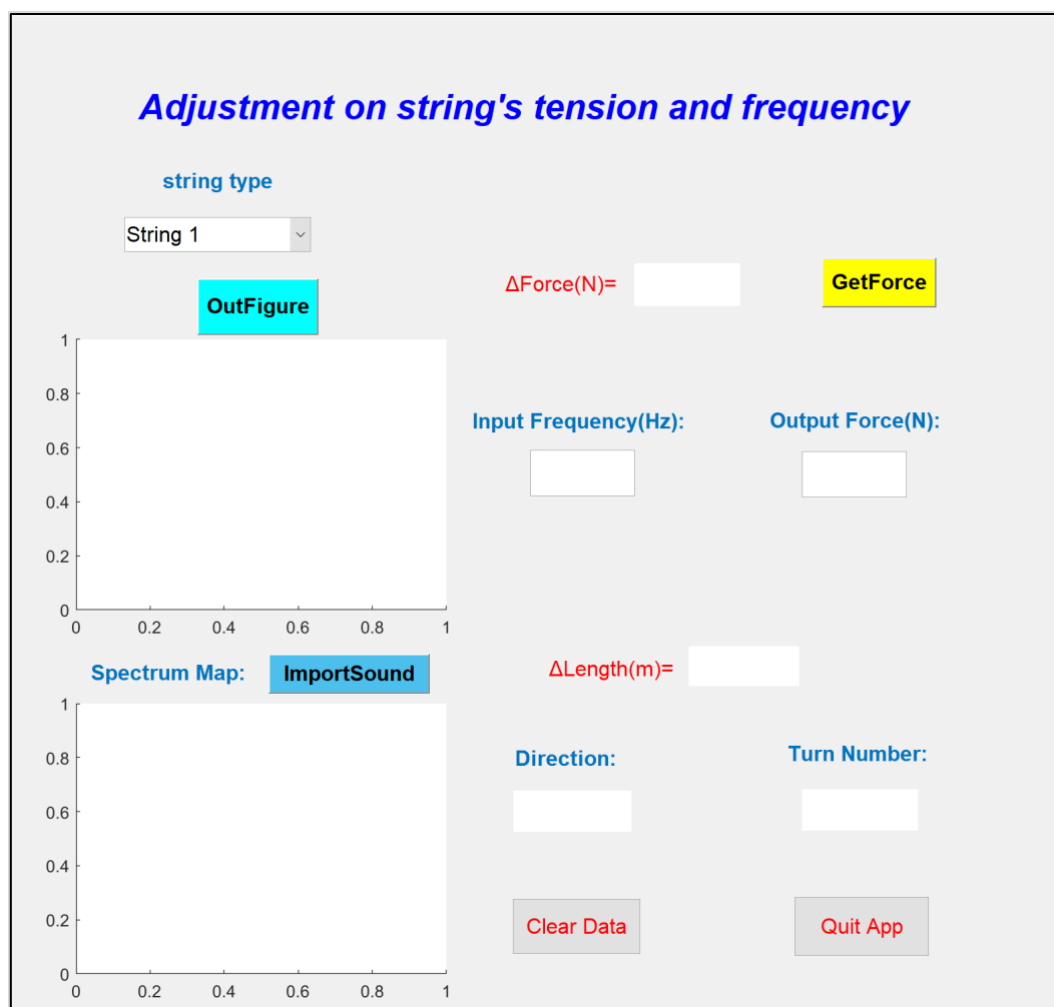 Adjustment on string's tension and frequency
string type
String 1
OutFigure
ΔForce(N)=
GetForce
1
0.8
0.6
0.4
0.2
0
0 0.2 0.4 0.6 0.8 1
Input Frequency(Hz):
Output Force(N):
Spectrum Map:
ImportSound
ΔLength(m)=
1
0.8
0.6
0.4
0.2
0
0 0.2 0.4 0.6 0.8 1
Direction:
Turn Number:
Clear Data
Quit App